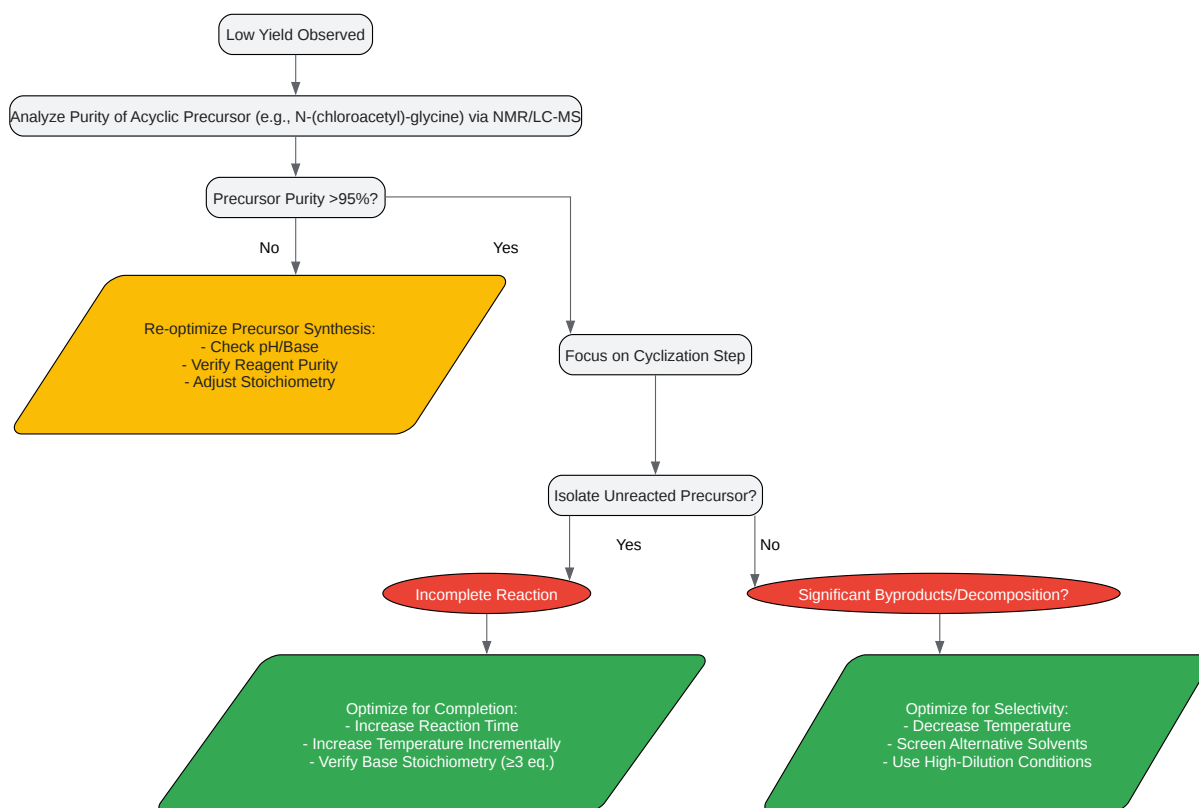 Low Yield Observed
Analyze Purity of Acyclic Precursor (e.g., N-(chloroacetyl)-glycine) via NMR/LC-MS
Precursor Purity >95%?
No
Yes
Re-optimize Precursor Synthesis:
- Check pH/Base
- Verify Reagent Purity
- Adjust Stoichiometry
Focus on Cyclization Step
Isolate Unreacted Precursor?
Yes
No
Incomplete Reaction
Significant Byproducts/Decomposition?
Optimize for Completion:
- Increase Reaction Time
- Increase Temperature Incrementally
- Verify Base Stoichiometry (≥3 eq.)
Optimize for Selectivity:
- Decrease Temperature
- Screen Alternative Solvents
- Use High-Dilution Conditions